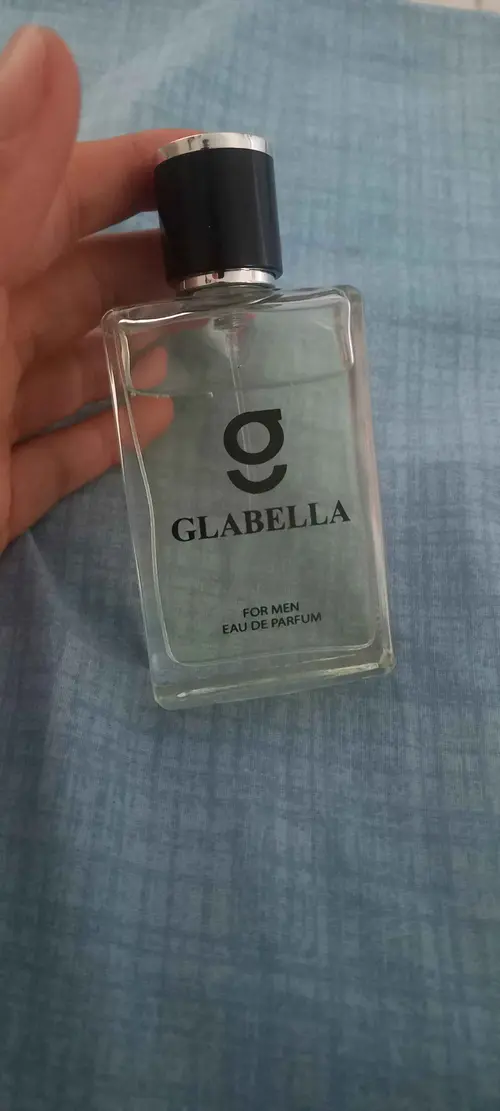 g
GLABELLA
FOR MEN
EAU DE PARFUM